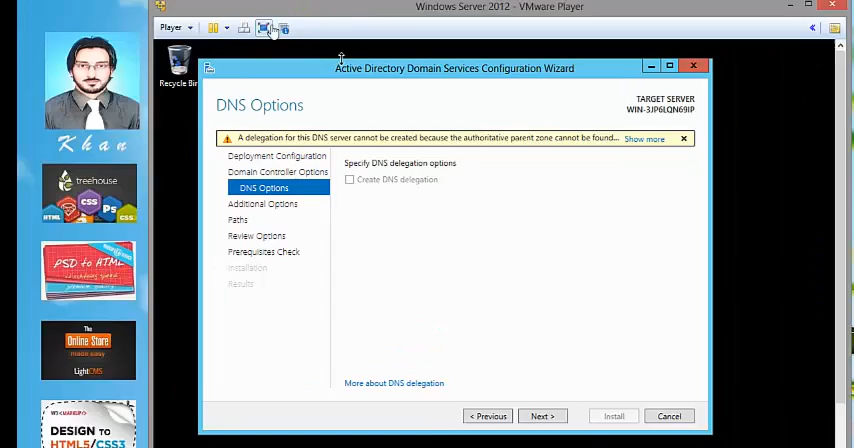 Windows Server 2012 - VMware Player
Player
Recycle Bin
Active Directory Domain Services Configuration Wizard
DNS Options
TARGET SERVER
WIN-3JP6LQN69IP
A delegation for this DNS server cannot be created because the authoritative parent zone cannot be found...
Show more
Deployment Configuration
Domain Controller Options
DNS Options
Additional Options
Paths
Review Options
Prerequisites Check
Installation
Results
Specify DNS delegation options
Create DNS delegation
More about DNS delegation
< Previous
Next >
Install
Cancel
Khan
treehouse
HTML
CSS
Ps
CSS3
PSD to HTML
The
Online Store
made easy
LightCMS
DESIGN TO
HTML5/CSS3